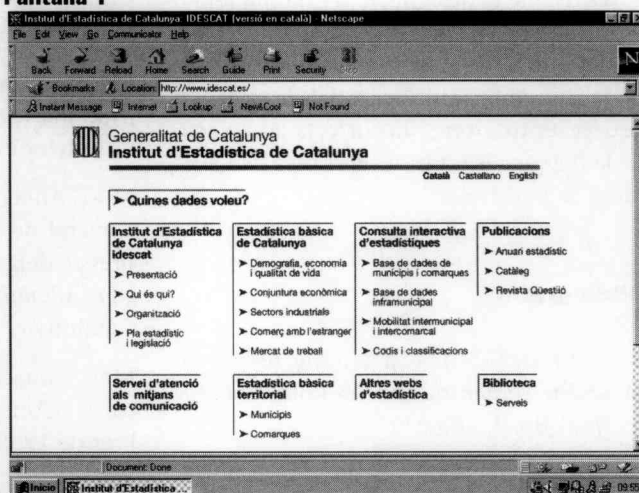 Pantalla 1
Institut d'Estadística de Catalunya. IDESCAT (versió en català) - Netscape
File Edit View Go Communicator Help
Back Forward Reload Home Search Guide Print Security Stop
Bookmarks Location: http://www.idescat.es/
Instant Message Internet Lookup New&Cool NotFound
Generalitat de Catalunya
Institut d'Estadística de Catalunya
Català Castellano English
Quines dades voleu?
Institut d'Estadística
de Catalunya
idescat
Presentació
Qui és qui?
Organització
Pla estadístic
i legislació
Estadística bàsica
de Catalunya
Demografia, economia
i qualitat de vida
Conjuntura econòmica
Sectors industrials
Comerç amb l'estranger
Mercat de treball
Consulta interactiva
d'estadístiques
Base de dades de
municipis i comarques
Base de dades
inframunicipal
Mobilitat intermunicipal
i intercomarcal
Codis i classificacions
Publicacions
Anuari estadístic
Catàleg
Revista Qüestiió
Servei d'atenció
als mitjans
de comunicació
Estadística bàsica
territorial
Municipis
Comarques
Altres webs
d'estadística
Biblioteca
Serveis
Document: Done
Inicio Institut d'Estadística ... 09:55